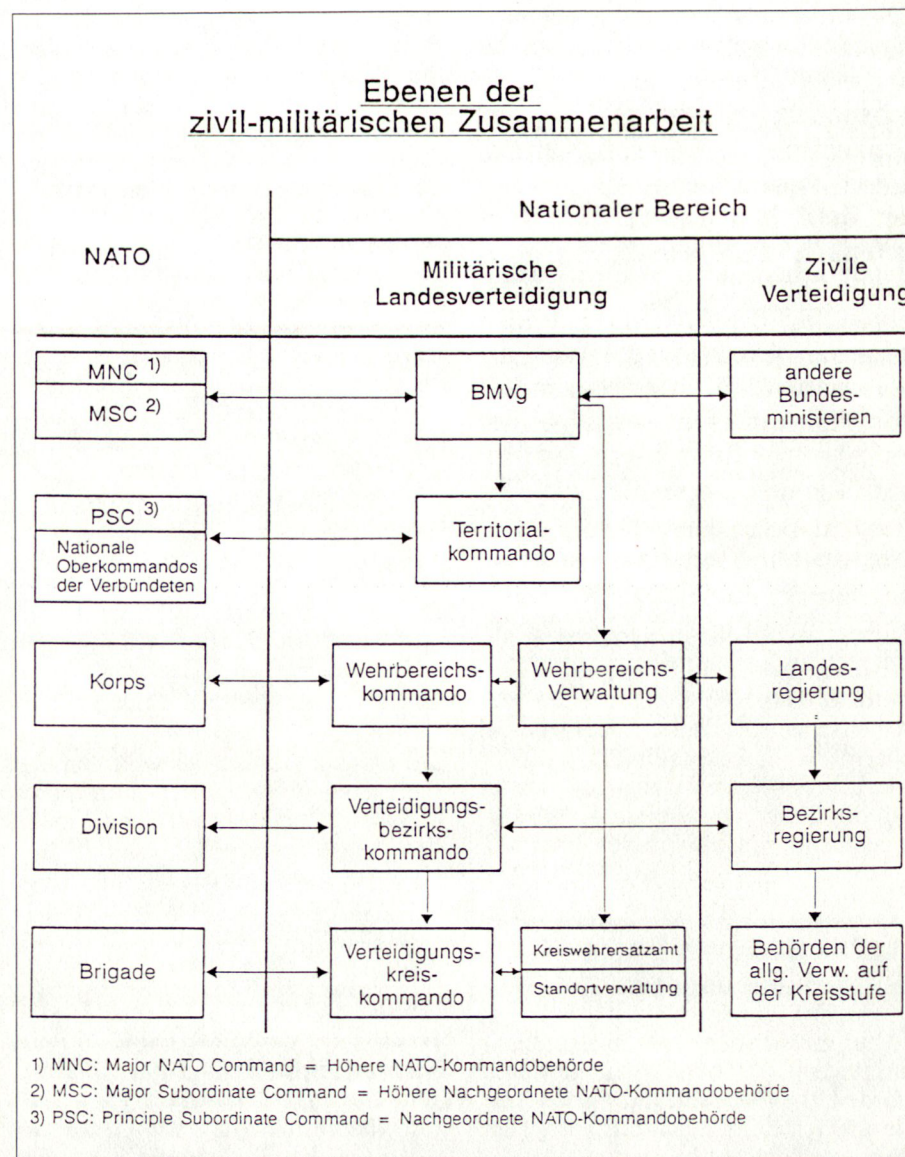 Ebenen der
zivil-militärischen Zusammenarbeit
NATO
Nationaler Bereich
Militärische
Landesverteidigung
Zivile
Verteidigung
MNC 1)
MSC 2)
BMVg
andere
Bundes-
ministerien
PSC 3)
Nationale
Oberkommandos
der Verbündeten
Territorial-
kommando
Korps
Wehrbereichs-
kommando
Wehrbereichs-
Verwaltung
Landes-
regierung
Division
Verteidigungs-
bezirks-
kommando
Bezirks-
regierung
Brigade
Verteidigungs-
kreis-
kommando
Kreiswehrersatzamt
Standortverwaltung
Behörden der
allg. Verw. auf
der Kreisstufe
1) MNC: Major NATO Command = Höhere NATO-Kommandobehörde
2) MSC: Major Subordinate Command = Höhere Nachgeordnete NATO-Kommandobehörde
3) PSC: Principle Subordinate Command = Nachgeordnete NATO-Kommandobehörde